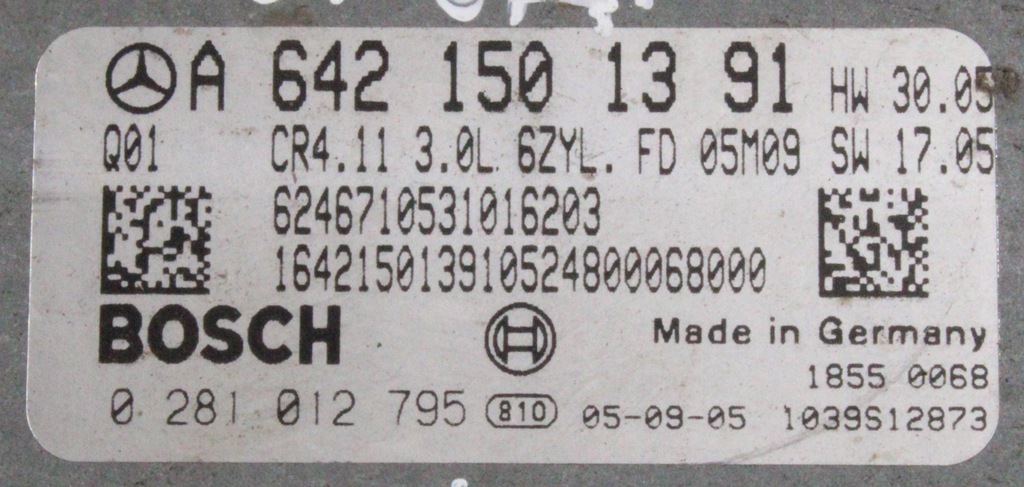 A 642 150 13 91 HW 30.05
Q01 CR4.11 3.0L 6ZYL. FD 05M09 SW 17.05
6246710531016203
164215013910524800068000
BOSCH Made in Germany
1855 0068
0 281 012 795 810 05-09-05 1039S12873